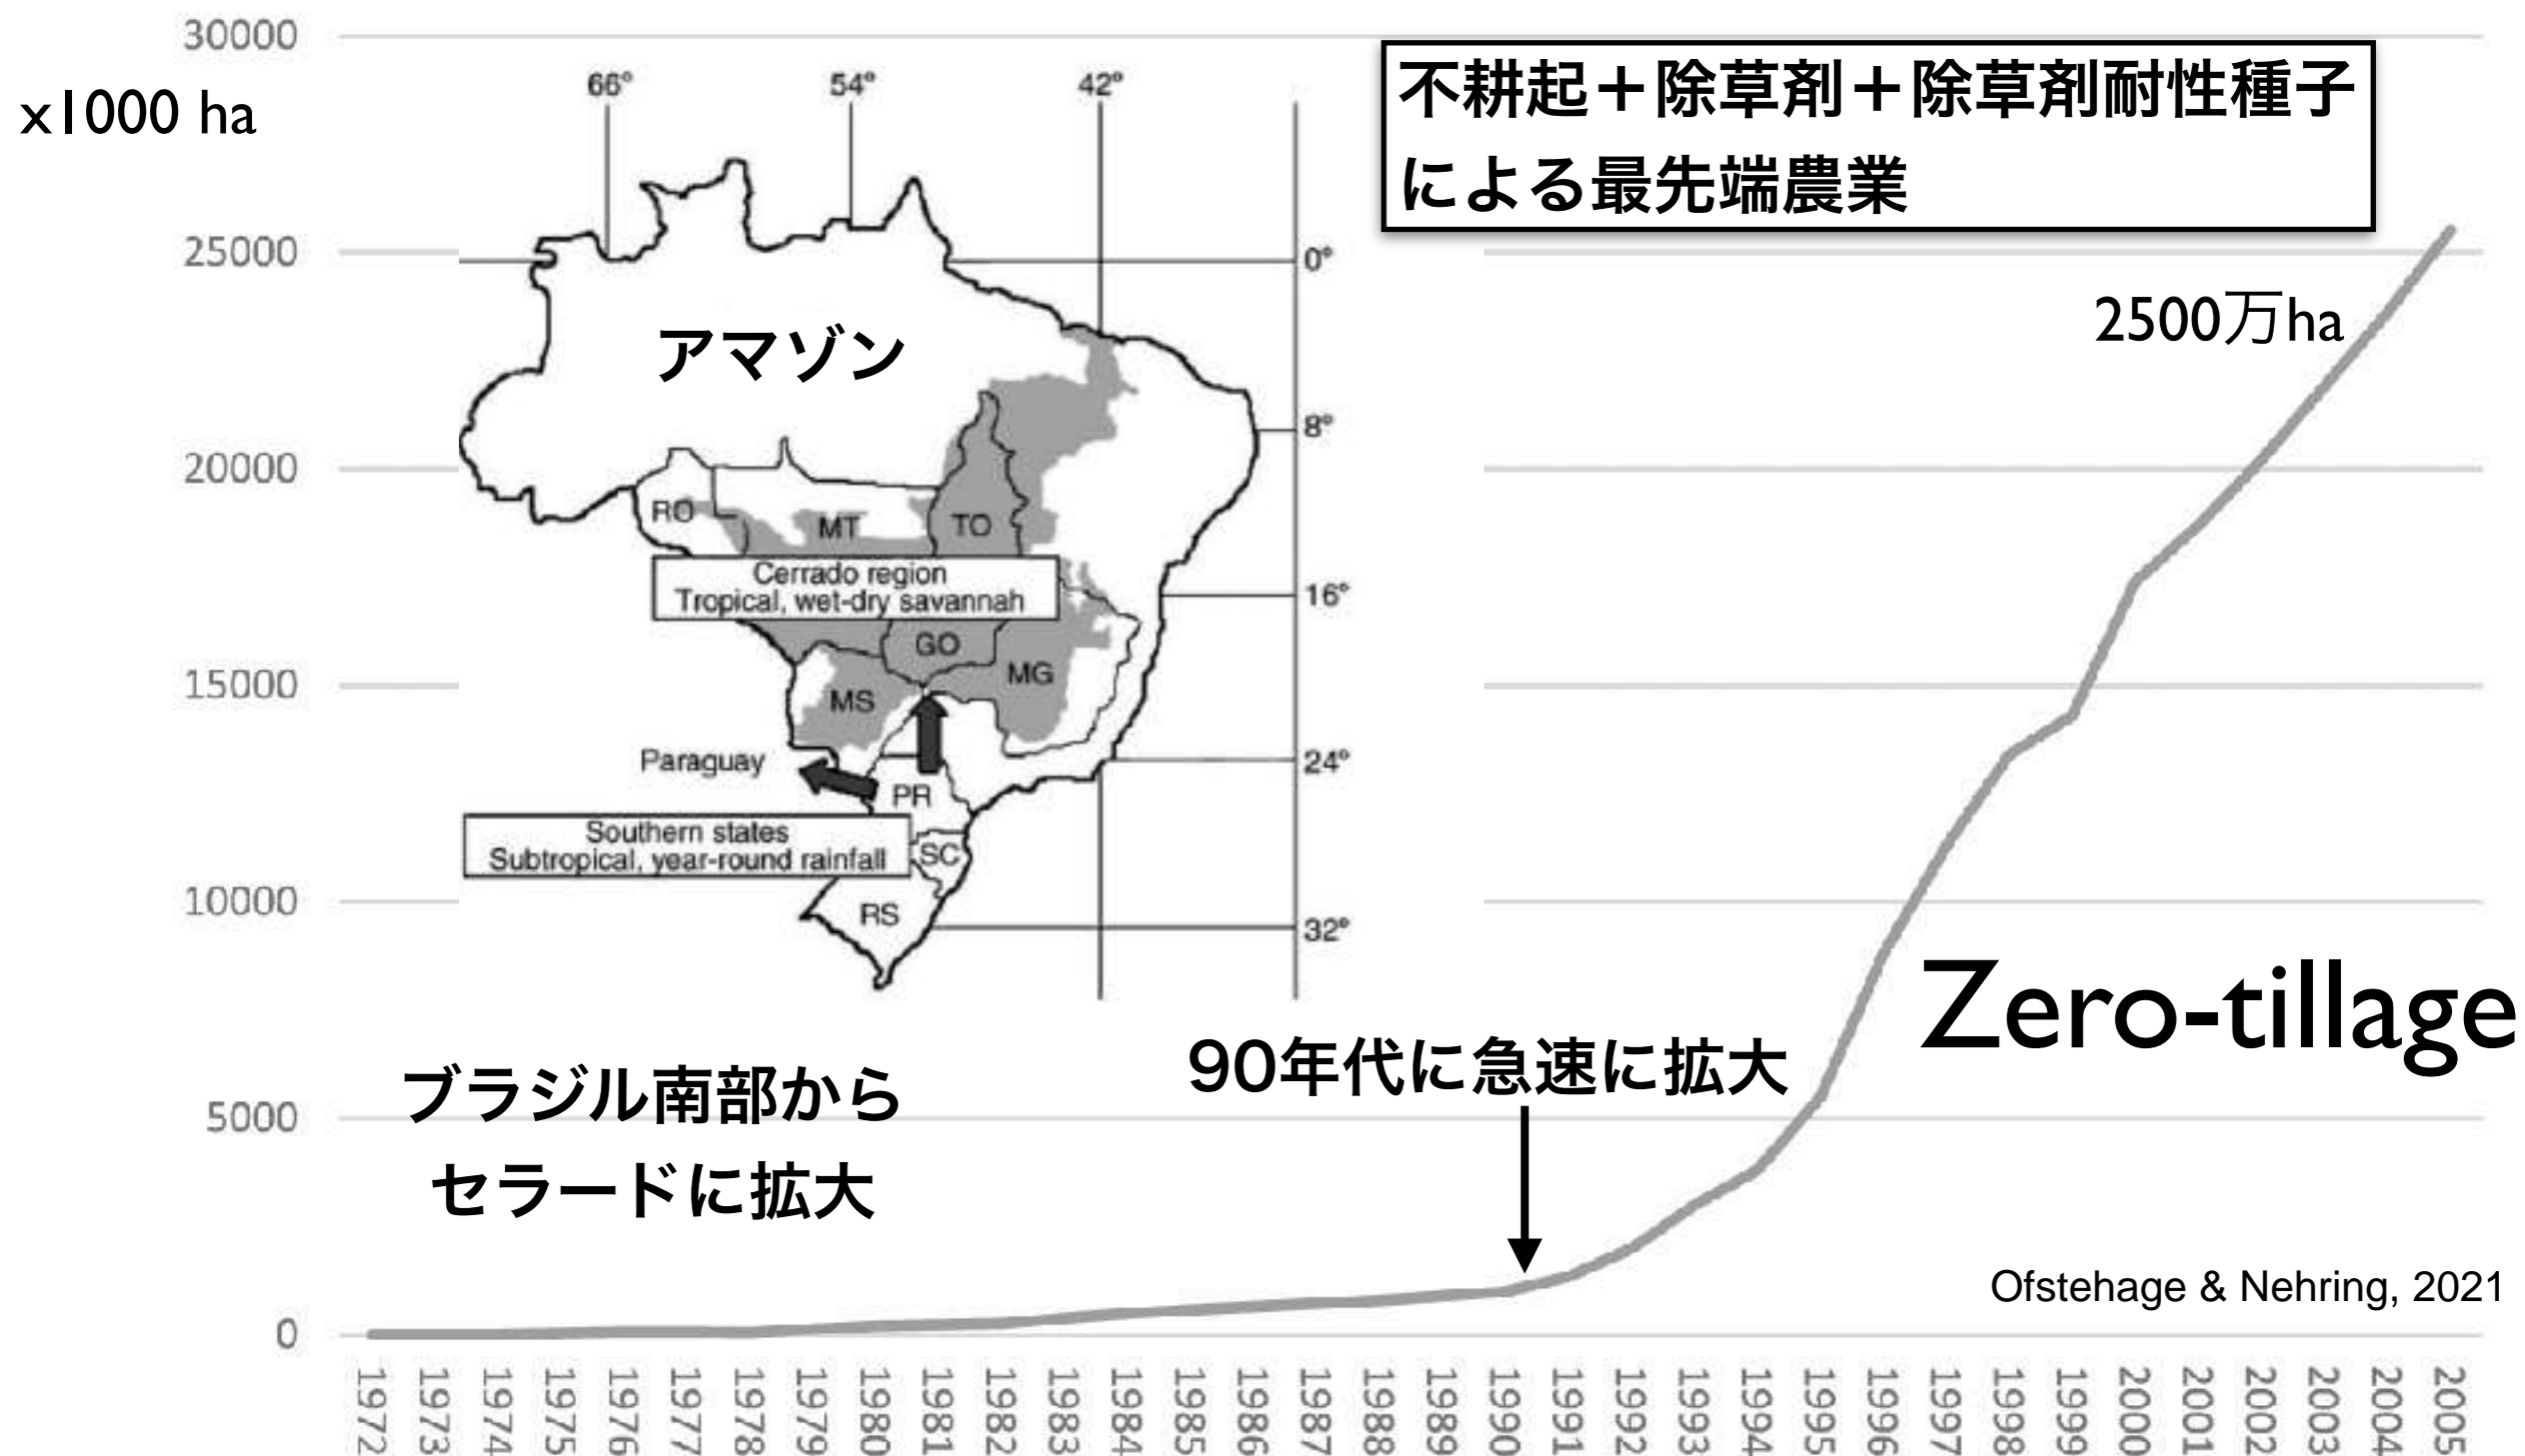 30000
x1000 ha
25000
20000
15000
10000
5000
0
不耕起＋除草剤＋除草剤耐性種子
による最先端農業
66°
54°
42°
0°
8°
16°
24°
32°
アマゾン
RO
MT
TO
Cerrado region
Tropical, wet-dry savannah
GO
MG
MS
Paraguay
PR
Southern states
Subtropical, year-round rainfall
SC
RS
2500万ha
Zero-tillage
90年代に急速に拡大
ブラジル南部から
セラードに拡大
Ofstehage & Nehring, 2021
1972
1973
1974
1975
1976
1977
1978
1979
1980
1981
1982
1983
1984
1985
1986
1987
1988
1989
1990
1991
1992
1993
1994
1995
1996
1997
1998
1999
2000
2001
2002
2003
2004
2005